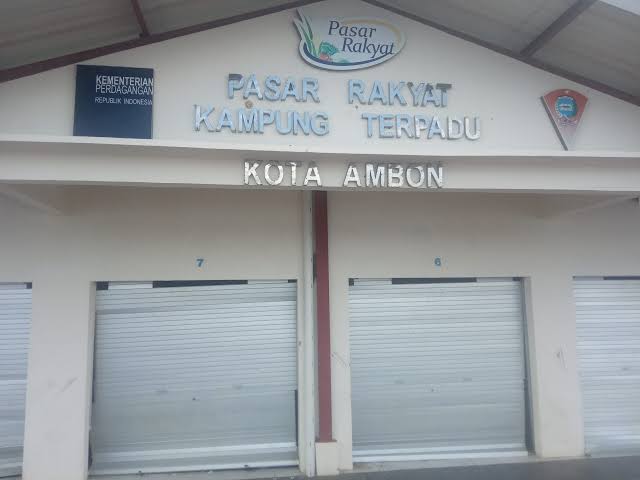 Pasar
Rakyat
KEMENTERIAN
PERDAGANGAN
REPUBLIK INDONESIA
PASAR RAKYAT
KAMPUNG TERPADU
KOTA AMBON
7
6